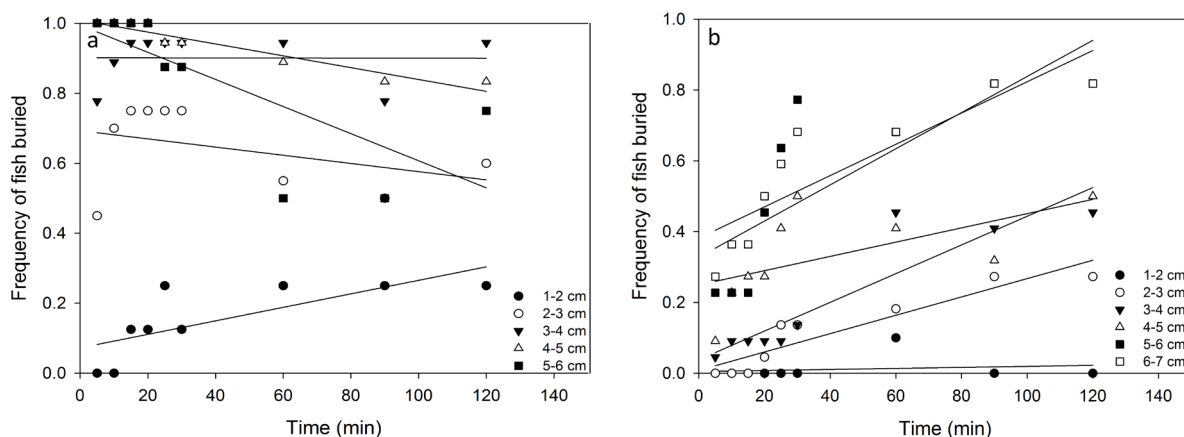 a
Frequency of fish buried
1.0
0.8
0.6
0.4
0.2
0.0
1-2 cm
2-3 cm
3-4 cm
4-5 cm
5-6 cm
0 20 40 60 80 100 120 140
Time (min)
b
Frequency of fish buried
1.0
0.8
0.6
0.4
0.2
0.0
1-2 cm
2-3 cm
3-4 cm
4-5 cm
5-6 cm
6-7 cm
0 20 40 60 80 100 120 140
Time (min)